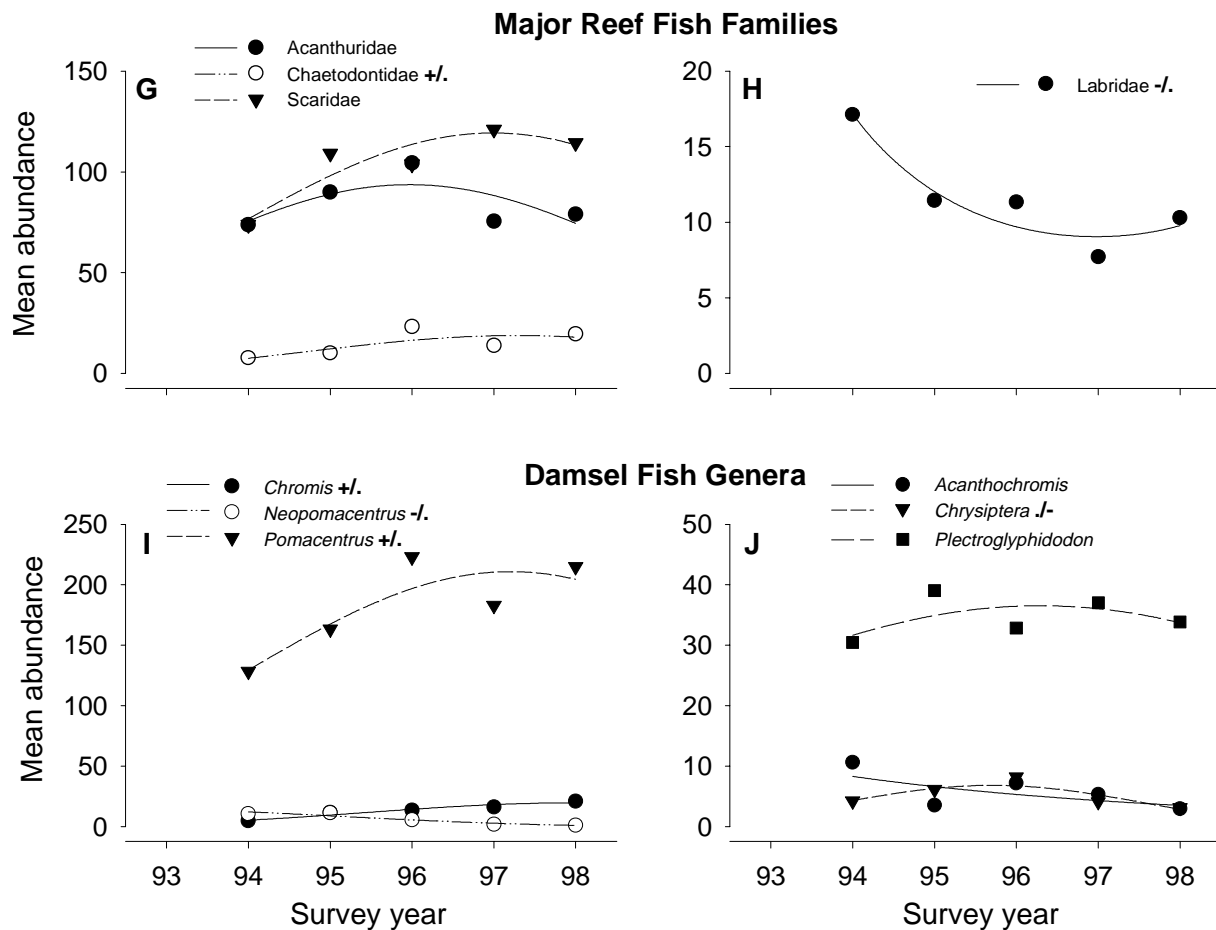 Major Reef Fish Families
Acanthuridae
Chaetodontidae +/.
Scaridae
G
150
100
50
0
Mean abundance
Labridae -/.
H
20
15
10
5
0
Damsel Fish Genera
Chromis +/.
Neopomacentrus -/.
Pomacentrus +/.
I
250
200
150
100
50
0
Mean abundance
93 94 95 96 97 98
Survey year
Acanthochromis
Chrysiptera ./-
Plectroglyphidodon
J
50
40
30
20
10
0
93 94 95 96 97 98
Survey year